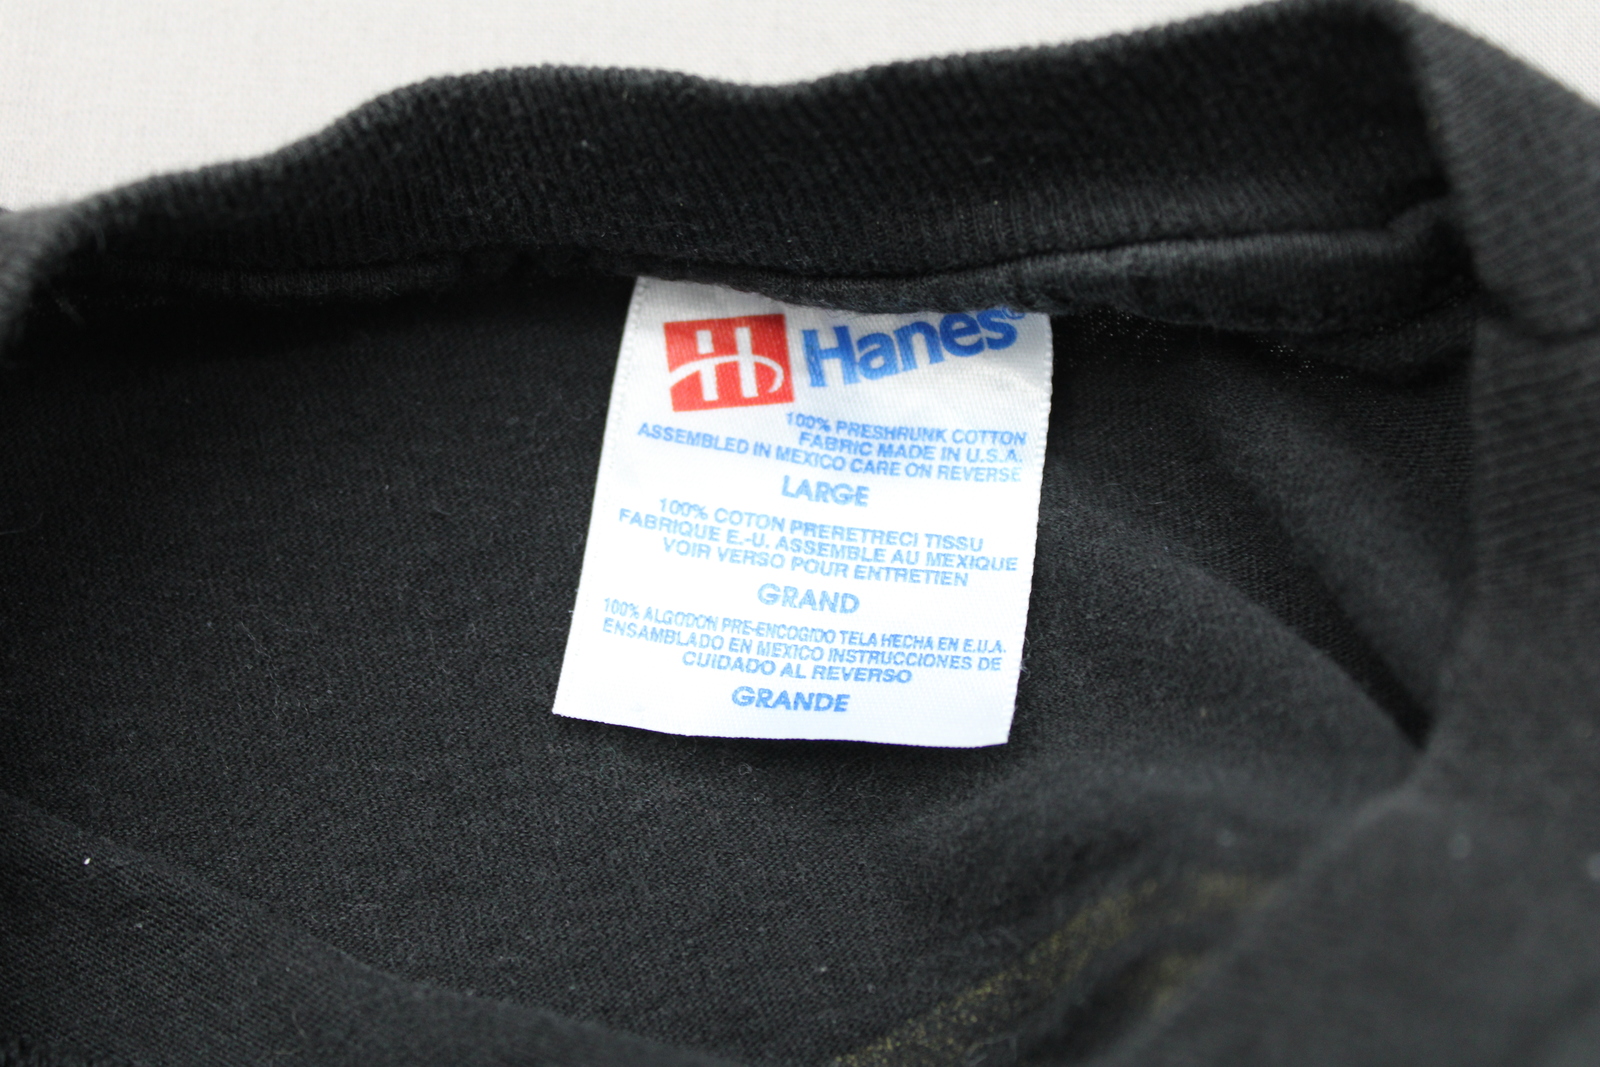 H Hanes®
100% PRESHRUNK COTTON
FABRIC MADE IN U.S.A.
ASSEMBLED IN MEXICO CARE ON REVERSE
LARGE
100% COTON PRERETRECI TISSU
FABRIQUE E.-U. ASSEMBLE AU MEXIQUE
VOIR VERSO POUR ENTRETIEN
GRAND
100% ALGODON PRE-ENCOGIDO TELA HECHA EN E.U.A.
ENSAMBLADO EN MEXICO INSTRUCCIONES DE
CUIDADO AL REVERSO
GRANDE